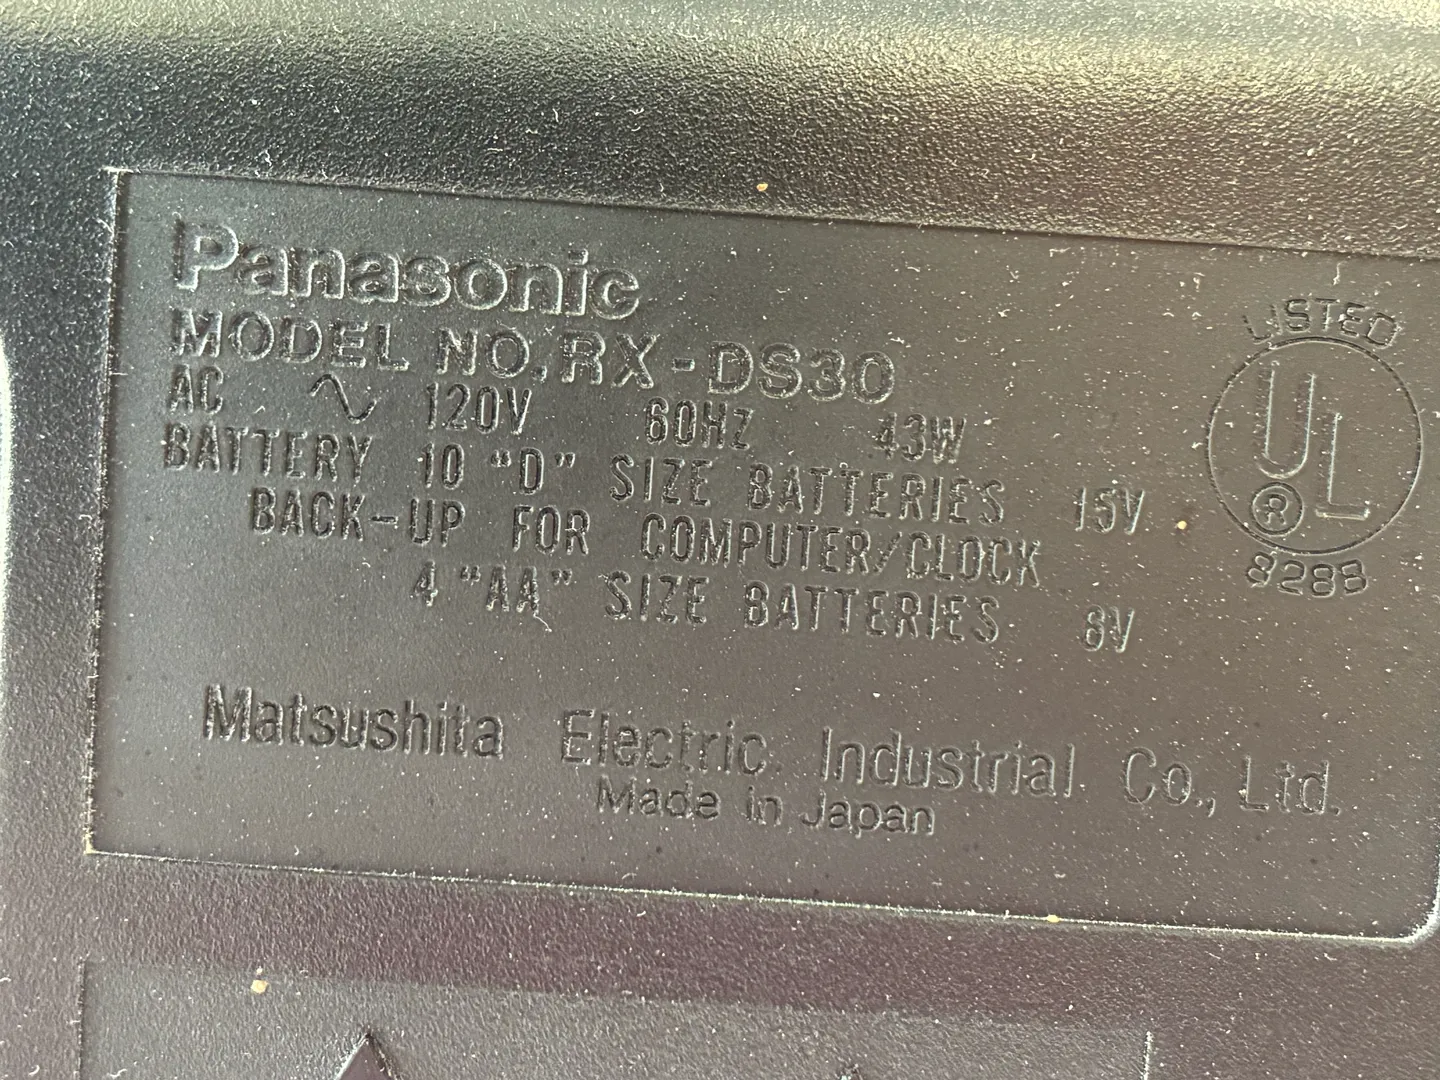 Panasonic
MODEL NO. RX-DS30
AC ∿ 120V 60Hz 43W
BATTERY 10 "D" SIZE BATTERIES 15V
BACK-UP FOR COMPUTER/CLOCK
4 "AA" SIZE BATTERIES 6V
LISTED
UL
®
828B
Matsushita Electric Industrial Co., Ltd.
Made in Japan